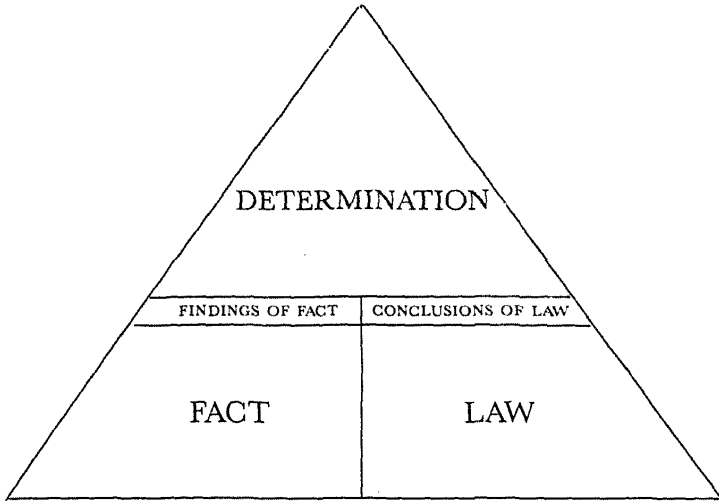 DETERMINATION
FINDINGS OF FACT
CONCLUSIONS OF LAW
FACT
LAW